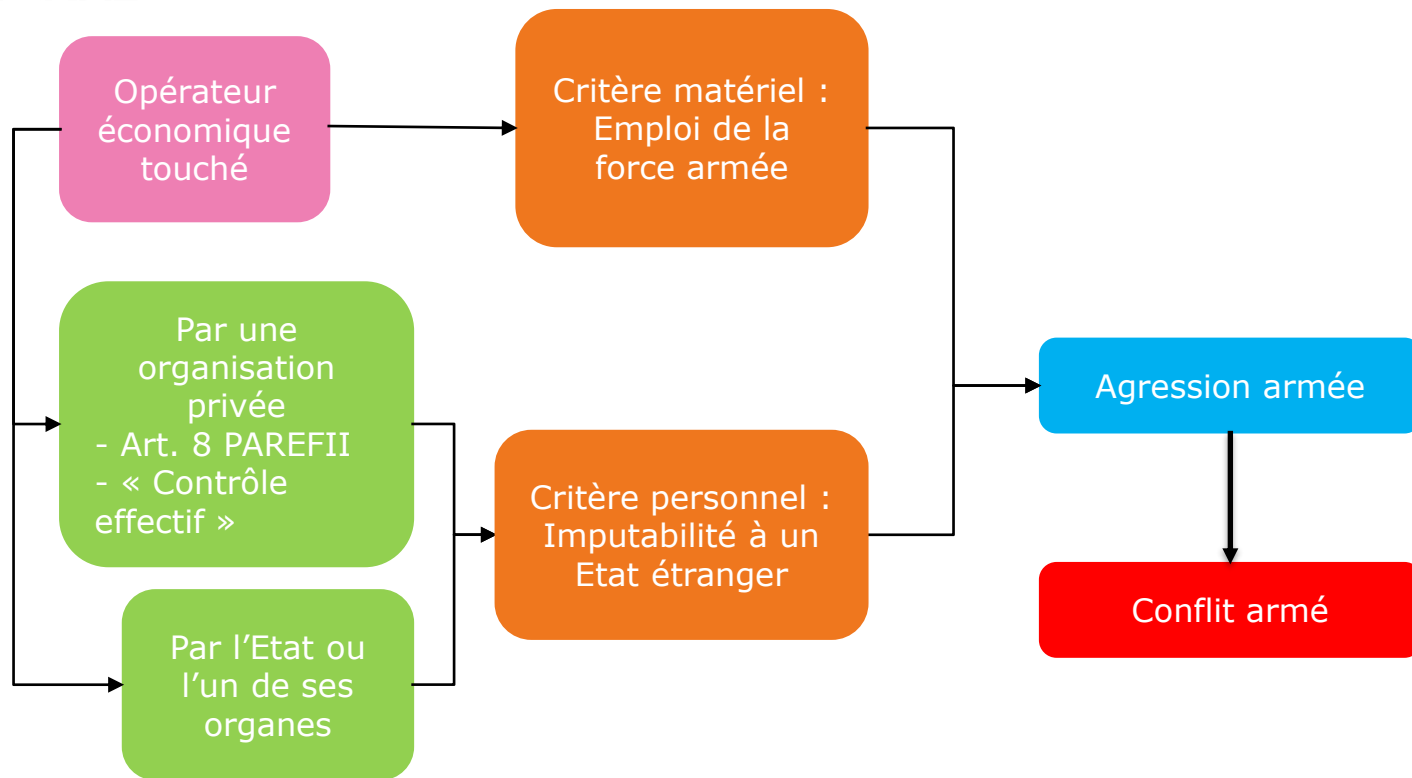 Opérateur
économique
touché
Critère matériel :
Emploi de la
force armée
Par une
organisation
privée
- Art. 8 PAREFII
- « Contrôle
effectif »
Critère personnel :
Imputabilité à un
Etat étranger
Par l’Etat ou
l’un de ses
organes
Agression armée
Conflit armé